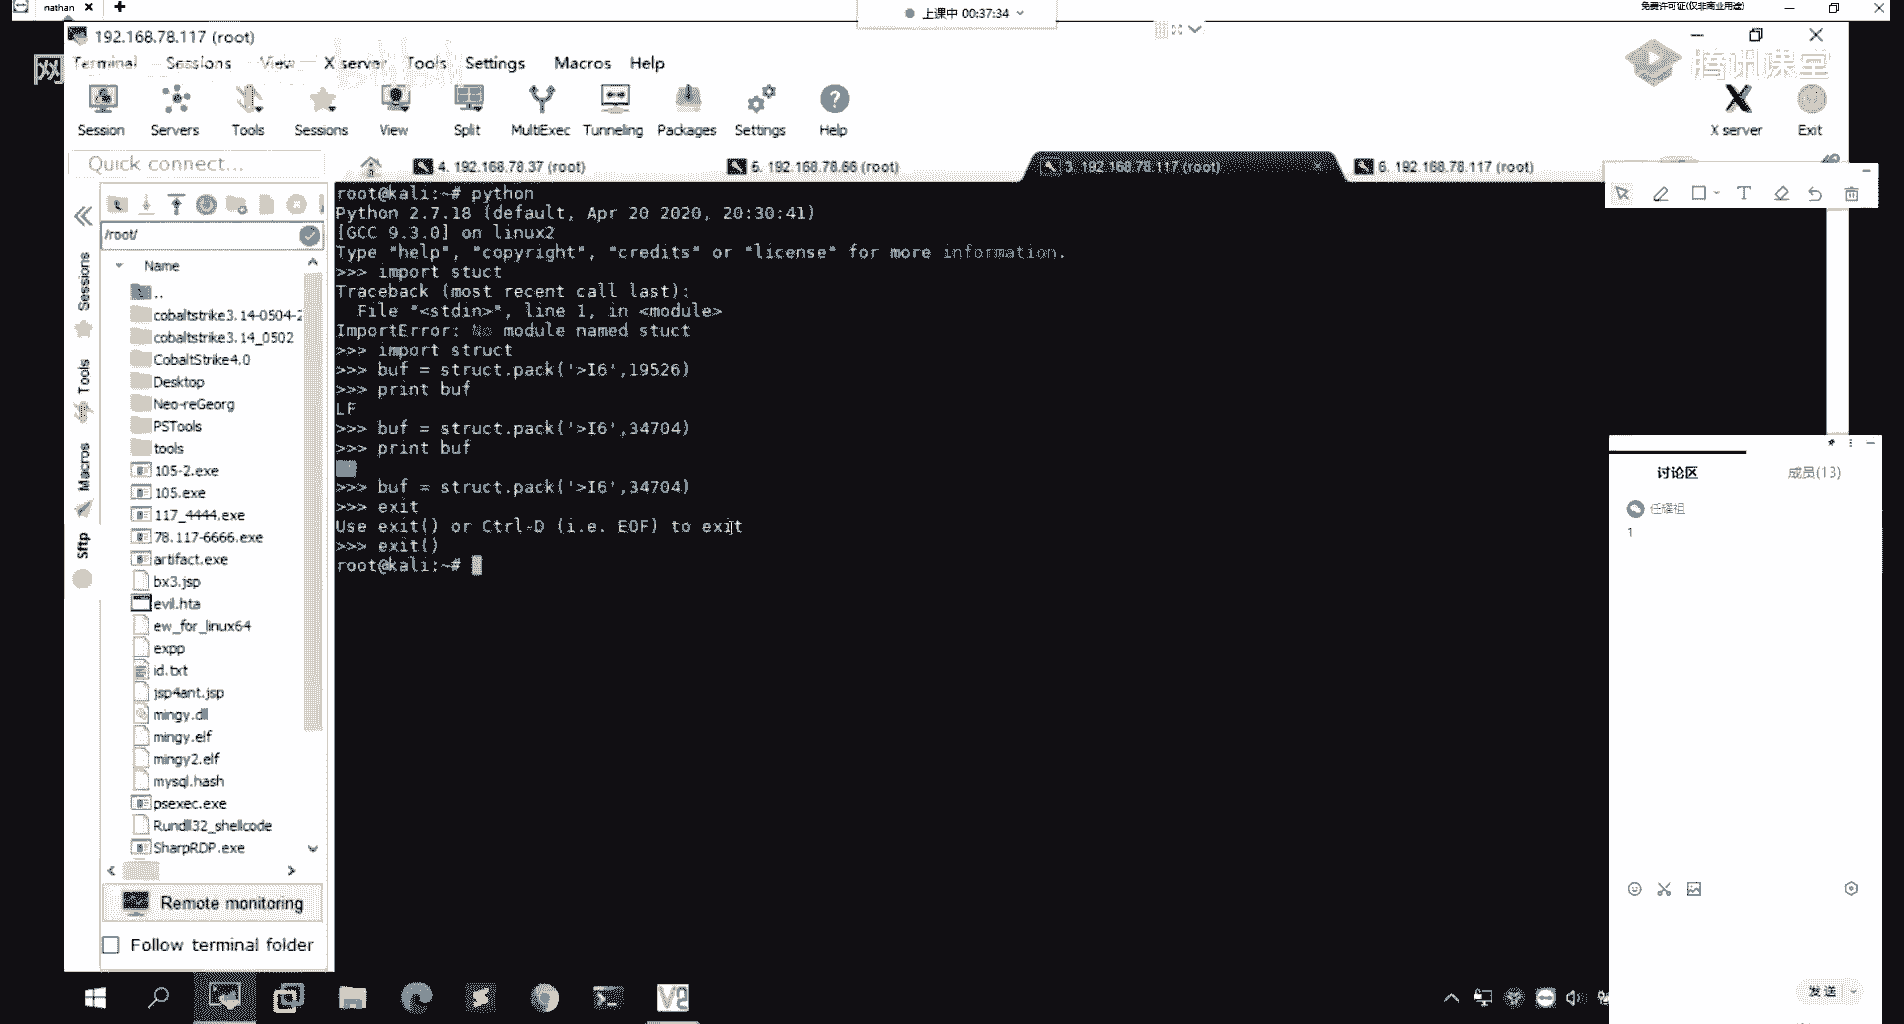 nathan
上课中 00:37:34
免费许可证(仅非商业用途)
192.168.78.117 (root)
网
腾讯课堂
Terminal Sessions View X server Tools Settings Macros Help
Session Servers Tools Sessions View Split MultiExec Tunneling Packages Settings Help
X server Exit
Quick connect...
4. 192.168.78.37 (root)
5. 192.168.78.66 (root)
3. 192.168.78.117 (root)
6. 192.168.78.117 (root)
/root/
Name
..
cobaltstrike3.14-0504-2
cobaltstrike3.14_0502
CobaltStrike4.0
Desktop
Neo-reGeorg
PSTools
tools
105-2.exe
105.exe
117_4444.exe
78.117-6666.exe
artifact.exe
bx3.jsp
evil.hta
ew_for_linux64
expp
id.txt
jsp4ant.jsp
mingy.dll
mingy.elf
mingy2.elf
mysql.hash
psexec.exe
Rundll32_shellcode
SharpRDP.exe
Remote monitoring
Follow terminal folder
Sessions
Tools
Macros
Sftp
root@kali:~# python
Python 2.7.18 (default, Apr 20 2020, 20:30:41)
[GCC 9.3.0] on linux2
Type "help", "copyright", "credits" or "license" for more information.
>>> import stuct
Traceback (most recent call last):
File "<stdin>", line 1, in <module>
ImportError: No module named stuct
>>> import struct
>>> buf = struct.pack('>I6',19526)
>>> print buf
LF
>>> buf = struct.pack('>I6',34704)
>>> print buf
>>> buf = struct.pack('>I6',34704)
>>> exit
Use exit() or Ctrl-D (i.e. EOF) to exit
>>> exit()
root@kali:~#
讨论区
成员(13)
任耀祖
1
发送